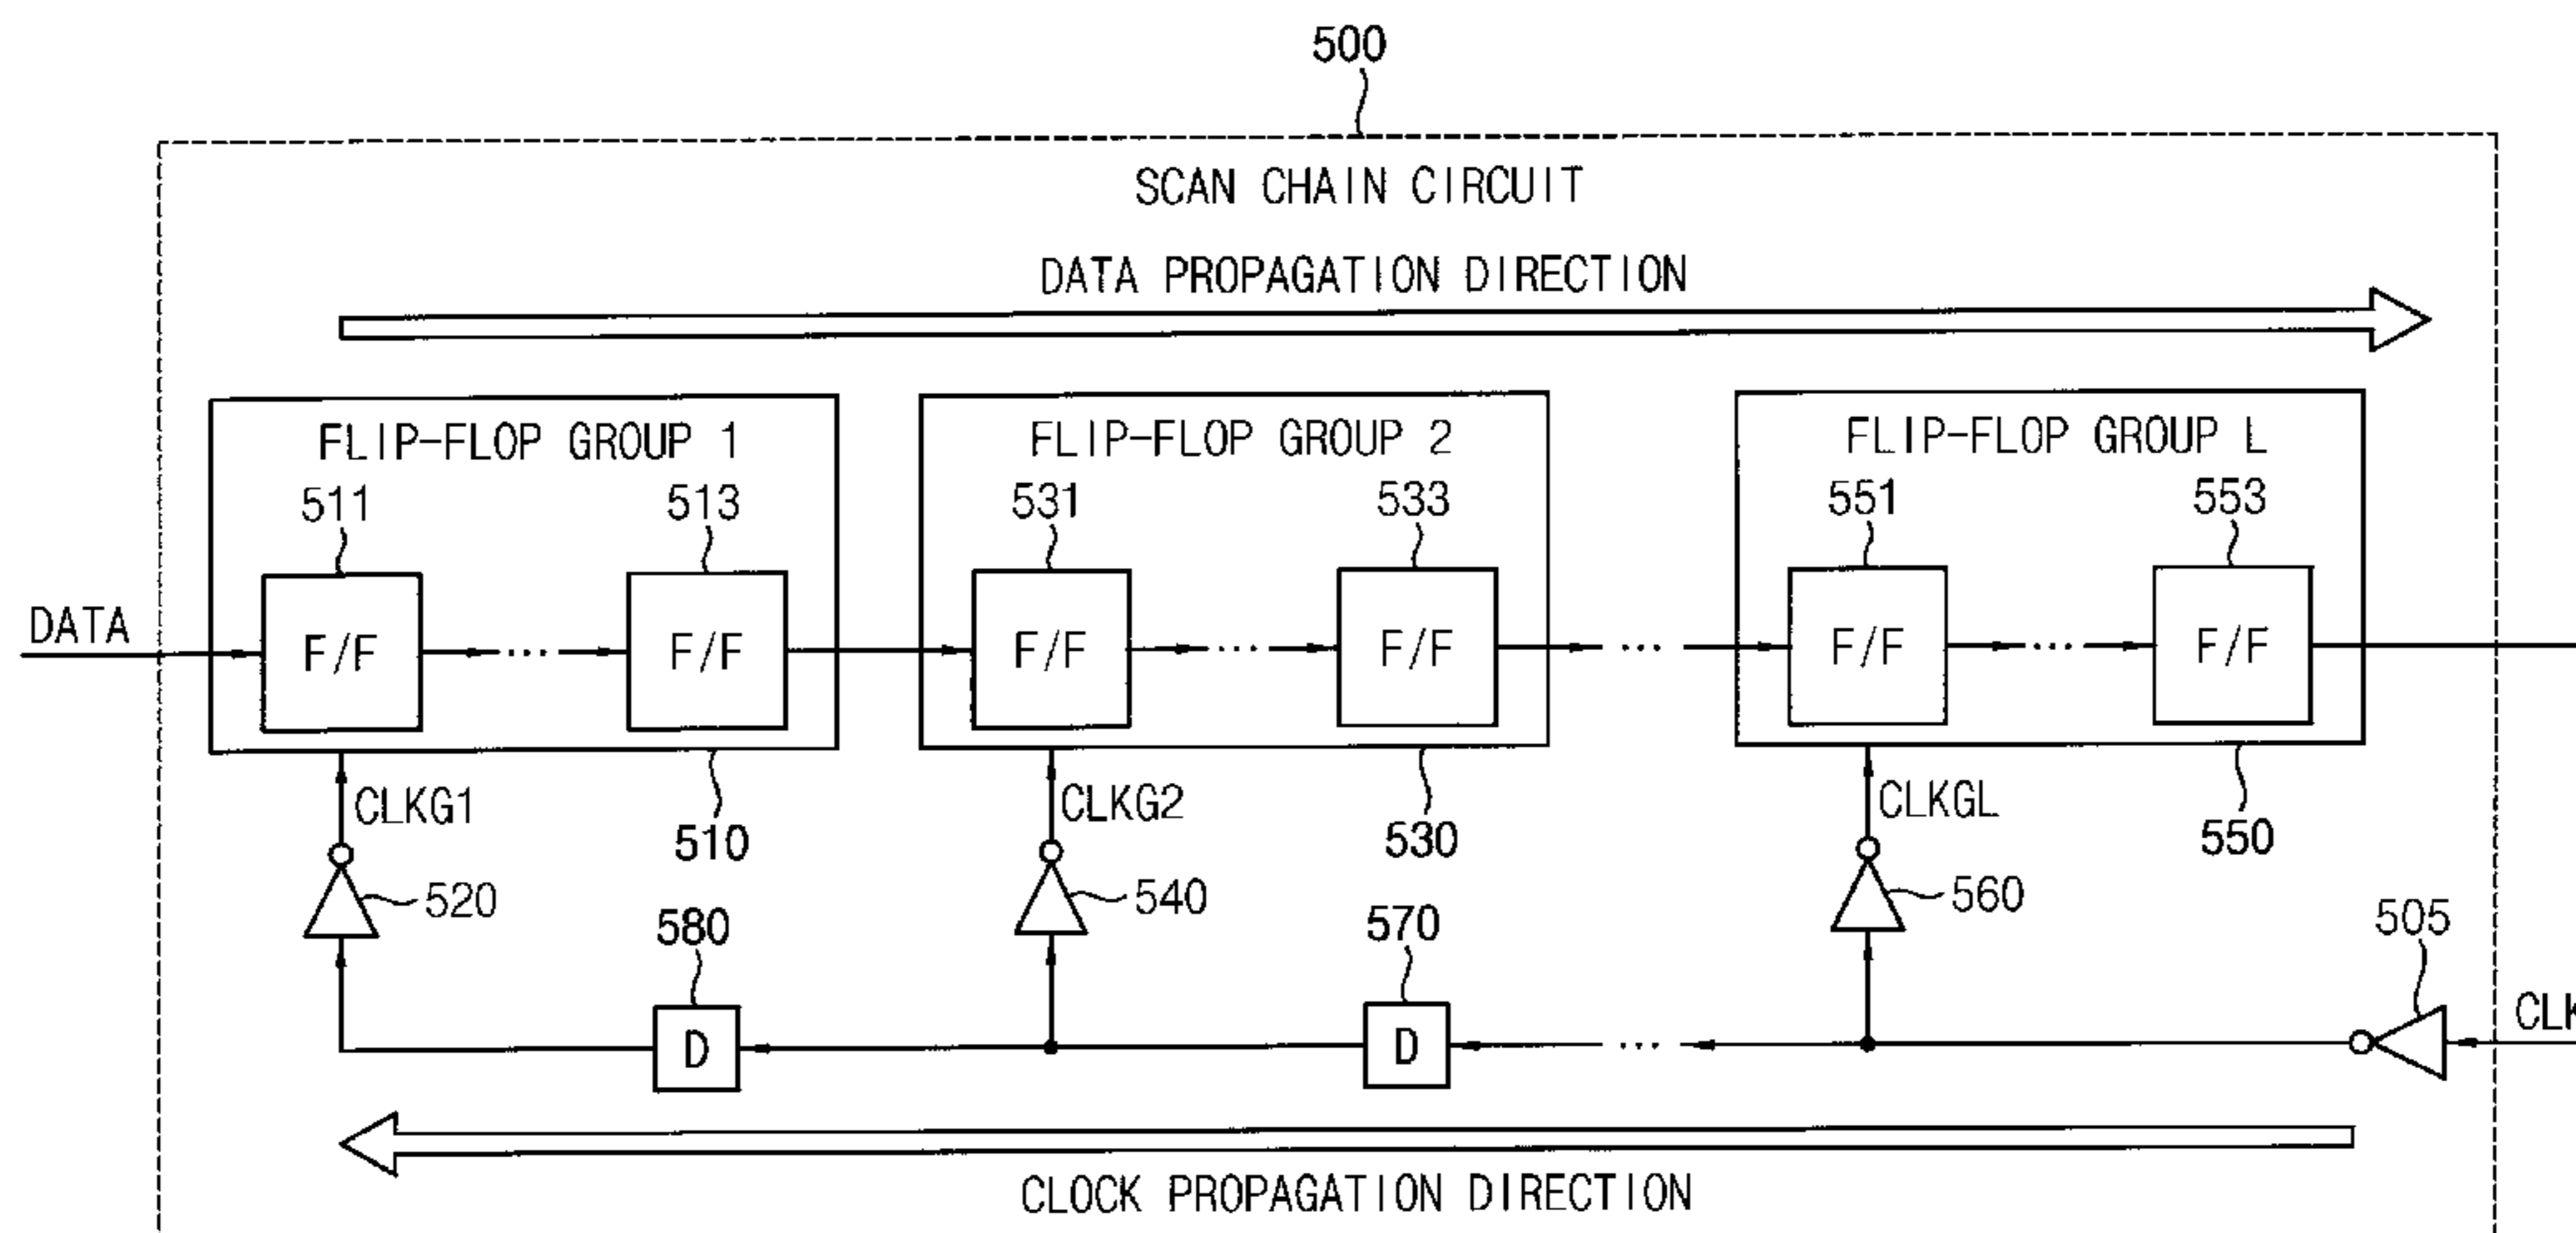 500
SCAN CHAIN CIRCUIT
DATA PROPAGATION DIRECTION
FLIP-FLOP GROUP 1
FLIP-FLOP GROUP 2
FLIP-FLOP GROUP L
511
513
531
533
551
553
DATA
F/F
...
F/F
F/F
...
F/F
...
F/F
...
F/F
CLKG1
510
CLKG2
530
CLKGL
550
520
580
540
570
560
505
D
D
...
CLK
CLOCK PROPAGATION DIRECTION